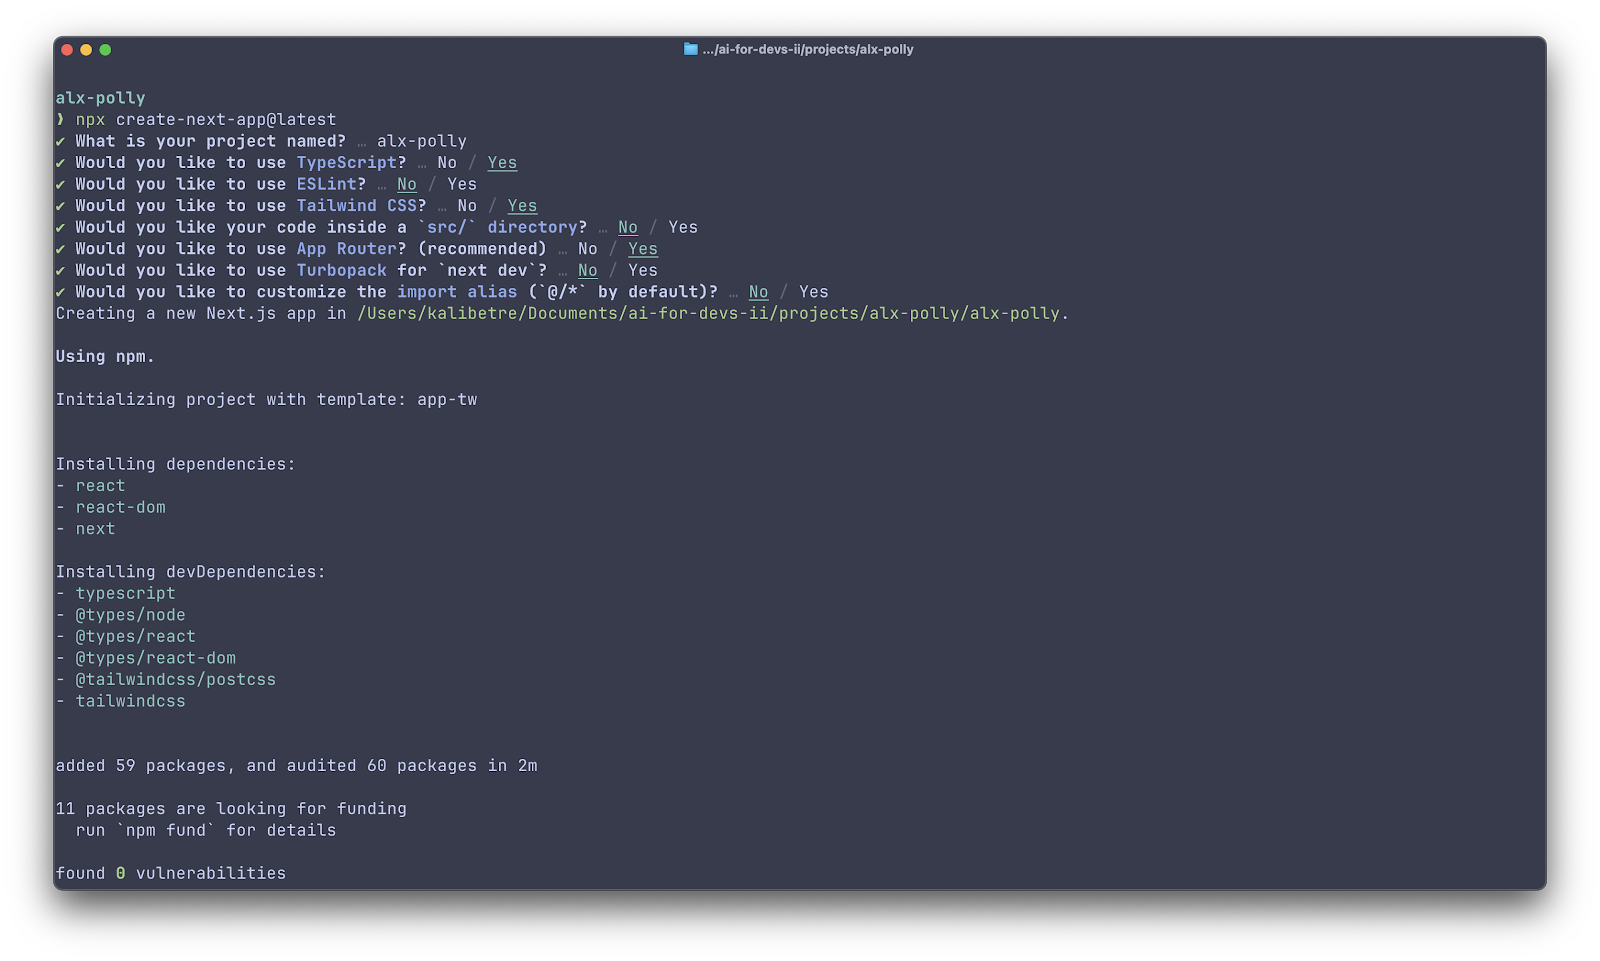 .../ai-for-devs-ii/projects/alx-polly
alx-polly
❱ npx create-next-app@latest
✔ What is your project named? … alx-polly
✔ Would you like to use TypeScript? … No / Yes
✔ Would you like to use ESLint? … No / Yes
✔ Would you like to use Tailwind CSS? … No / Yes
✔ Would you like your code inside a `src/` directory? … No / Yes
✔ Would you like to use App Router? (recommended) … No / Yes
✔ Would you like to use Turbopack for `next dev`? … No / Yes
✔ Would you like to customize the import alias (`@/*` by default)? … No / Yes
Creating a new Next.js app in /Users/kalibetre/Documents/ai-for-devs-ii/projects/alx-polly/alx-polly.
Using npm.
Initializing project with template: app-tw
Installing dependencies:
- react
- react-dom
- next
Installing devDependencies:
- typescript
- @types/node
- @types/react
- @types/react-dom
- @tailwindcss/postcss
- tailwindcss
added 59 packages, and audited 60 packages in 2m
11 packages are looking for funding
run `npm fund` for details
found 0 vulnerabilities